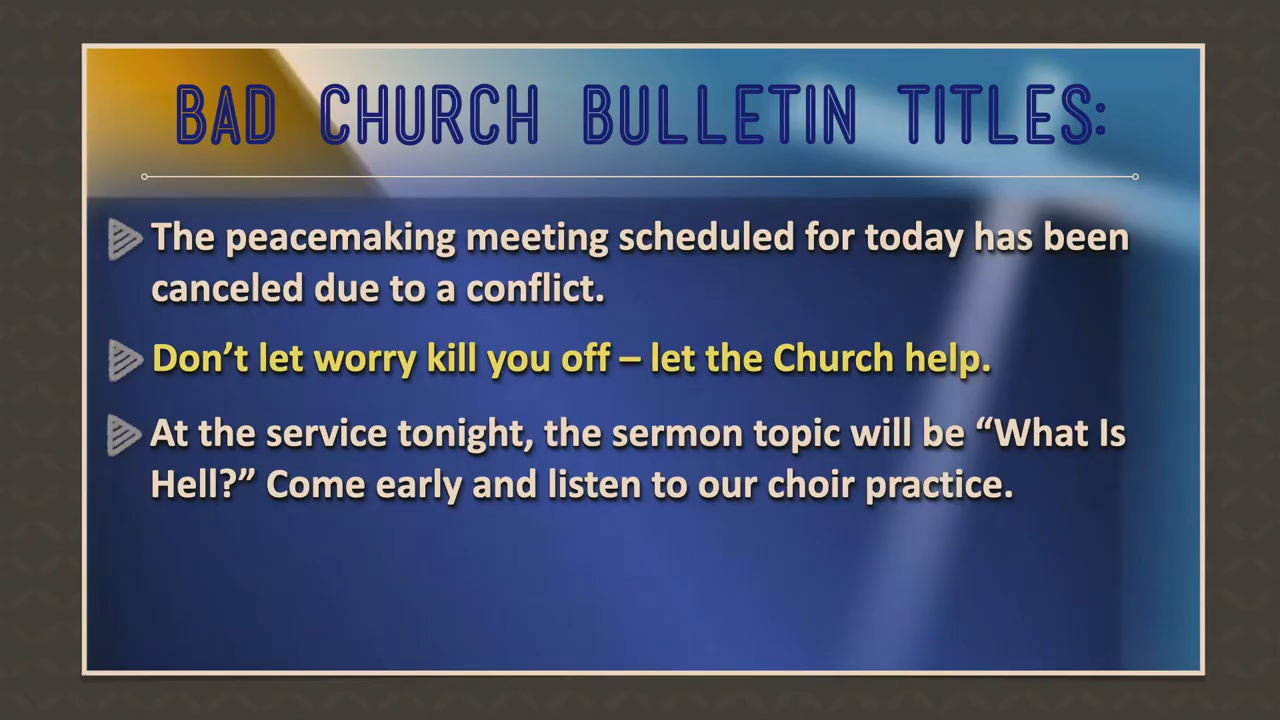 BAD CHURCH BULLETIN TITLES:
The peacemaking meeting scheduled for today has been
canceled due to a conflict.
Don’t let worry kill you off – let the Church help.
At the service tonight, the sermon topic will be “What Is
Hell?” Come early and listen to our choir practice.